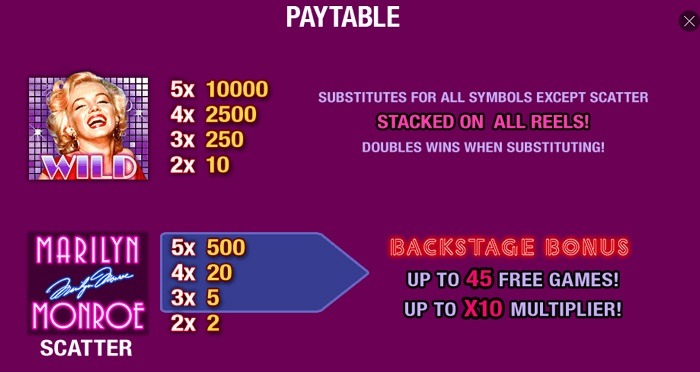 PAYTABLE
WILD
5x 10000
4x 2500
3x 250
2x 10
SUBSTITUTES FOR ALL SYMBOLS EXCEPT SCATTER
STACKED ON ALL REELS!
DOUBLES WINS WHEN SUBSTITUTING!
MARILYN
Marilyn Monroe
MONROE
SCATTER
5x 500
4x 20
3x 5
2x 2
BACKSTAGE BONUS
UP TO 45 FREE GAMES!
UP TO X10 MULTIPLIER!